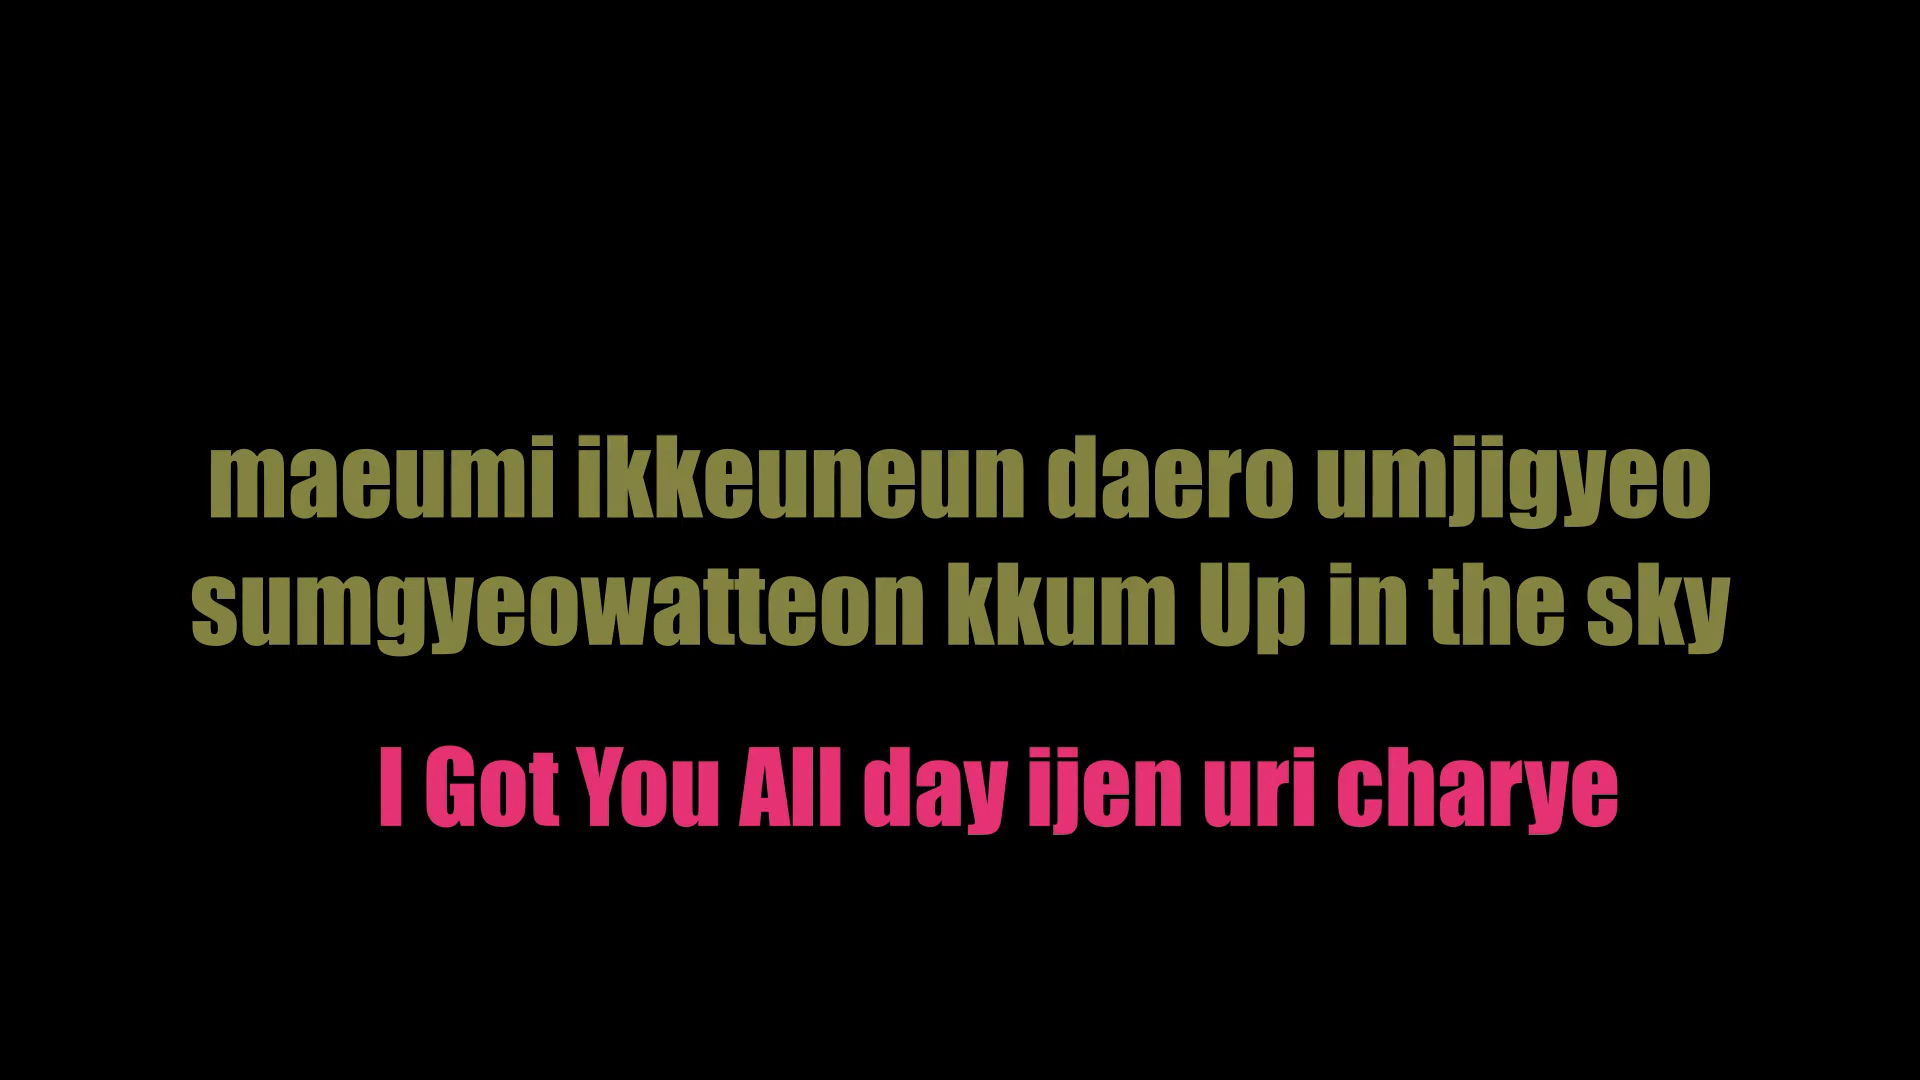 maeumi ikkeuneun daero umjigyeo
sumgyeowatteon kkum Up in the sky
I Got You All day ijen uri charye